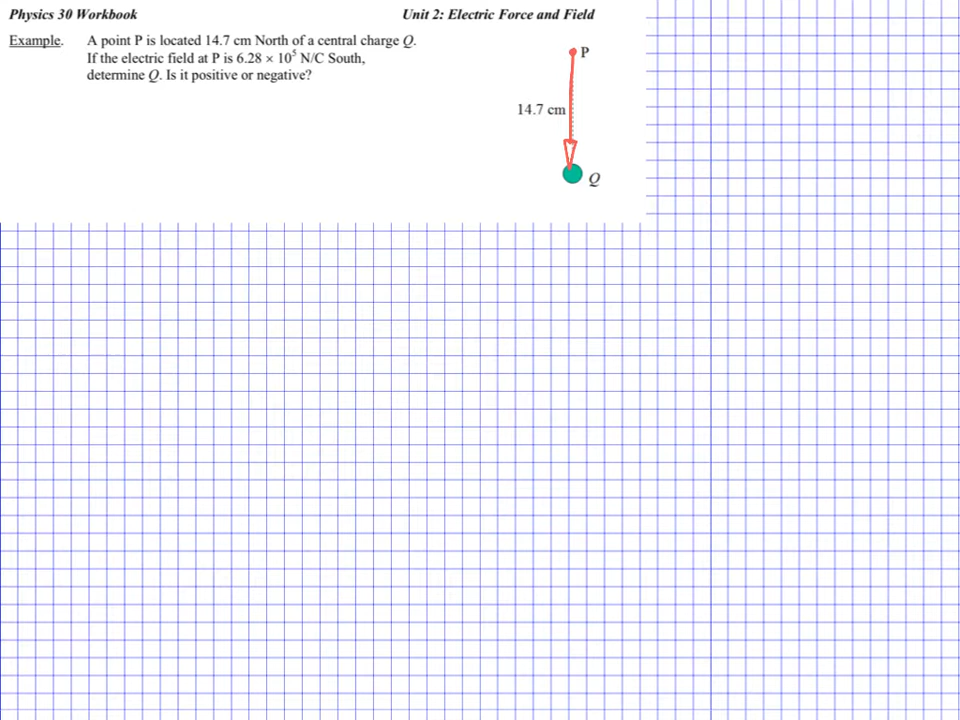 Physics 30 Workbook Unit 2: Electric Force and Field
Example. A point P is located 14.7 cm North of a central charge Q.
If the electric field at P is 6.28 × 10⁵ N/C South,
determine Q. Is it positive or negative?
P
14.7 cm
Q